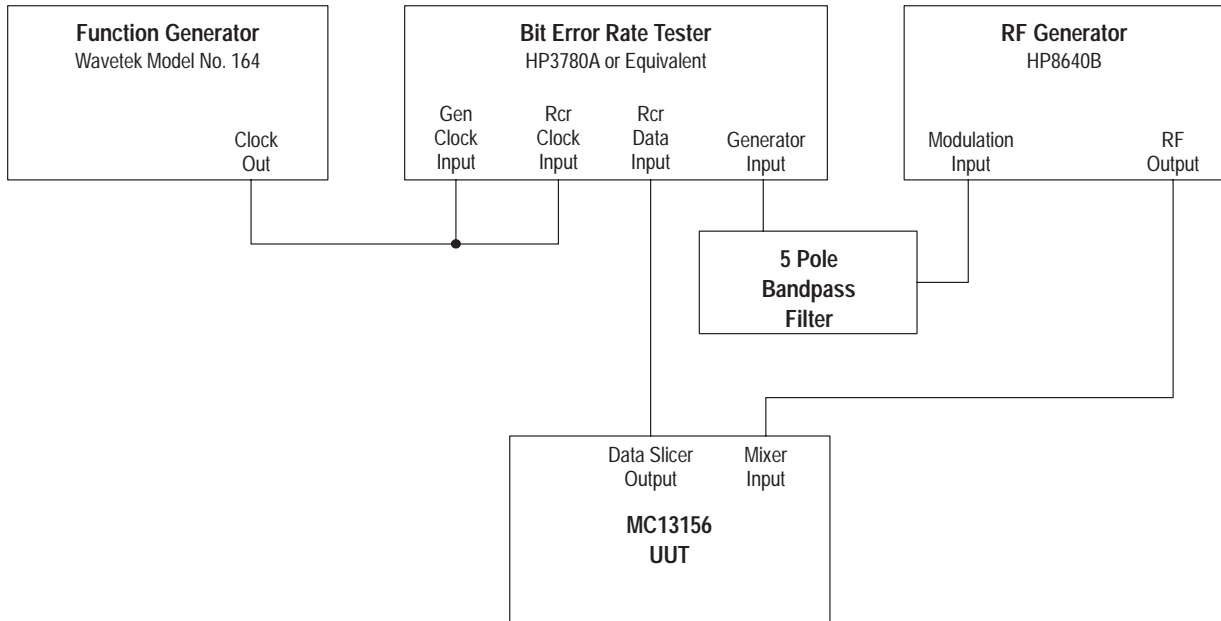 Function Generator
Wavetek Model No. 164
Clock
Out
Bit Error Rate Tester
HP3780A or Equivalent
Gen
Clock
Input
Rcr
Clock
Input
Rcr
Data
Input
Generator
Input
RF Generator
HP8640B
Modulation
Input
RF
Output
5 Pole
Bandpass
Filter
Data Slicer
Output
Mixer
Input
MC13156
UUT